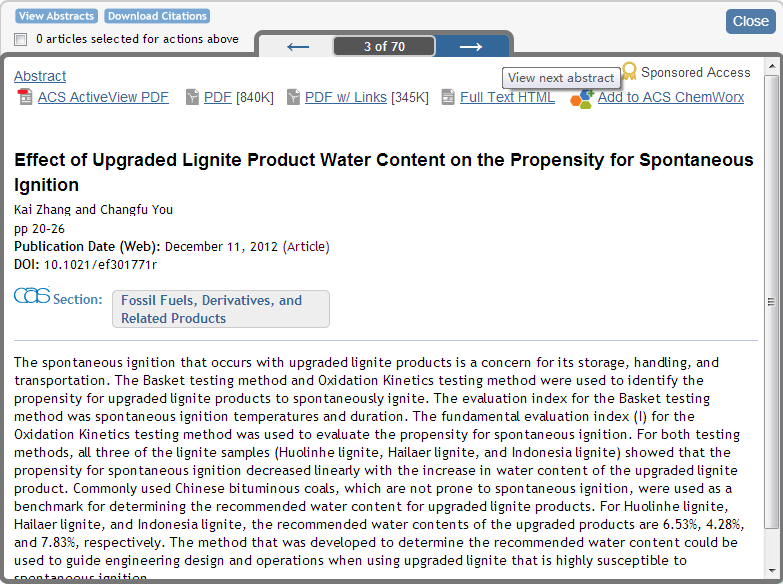 View Abstracts Download Citations
Close
0 articles selected for actions above
3 of 70
View next abstract
Abstract
Sponsored Access
ACS ActiveView PDF PDF [840K] PDF w/ Links [345K] Full Text HTML Add to ACS ChemWorx
Effect of Upgraded Lignite Product Water Content on the Propensity for Spontaneous
Ignition
Kai Zhang and Changfu You
pp 20-26
Publication Date (Web): December 11, 2012 (Article)
DOI: 10.1021/ef301771r
CAS Section: Fossil Fuels, Derivatives, and
Related Products
The spontaneous ignition that occurs with upgraded lignite products is a concern for its storage, handling, and
transportation. The Basket testing method and Oxidation Kinetics testing method were used to identify the
propensity for upgraded lignite products to spontaneously ignite. The evaluation index for the Basket testing
method was spontaneous ignition temperatures and duration. The fundamental evaluation index (I) for the
Oxidation Kinetics testing method was used to evaluate the propensity for spontaneous ignition. For both testing
methods, all three of the lignite samples (Huolinhe lignite, Hailaer lignite, and Indonesia lignite) showed that the
propensity for spontaneous ignition decreased linearly with the increase in water content of the upgraded lignite
product. Commonly used Chinese bituminous coals, which are not prone to spontaneous ignition, were used as a
benchmark for determining the recommended water content for upgraded lignite products. For Huolinhe lignite,
Hailaer lignite, and Indonesia lignite, the recommended water contents of the upgraded products are 6.53%, 4.28%,
and 7.83%, respectively. The method that was developed to determine the recommended water content could be
used to guide engineering design and operations when using upgraded lignite that is highly susceptible to
spontaneous ignition.